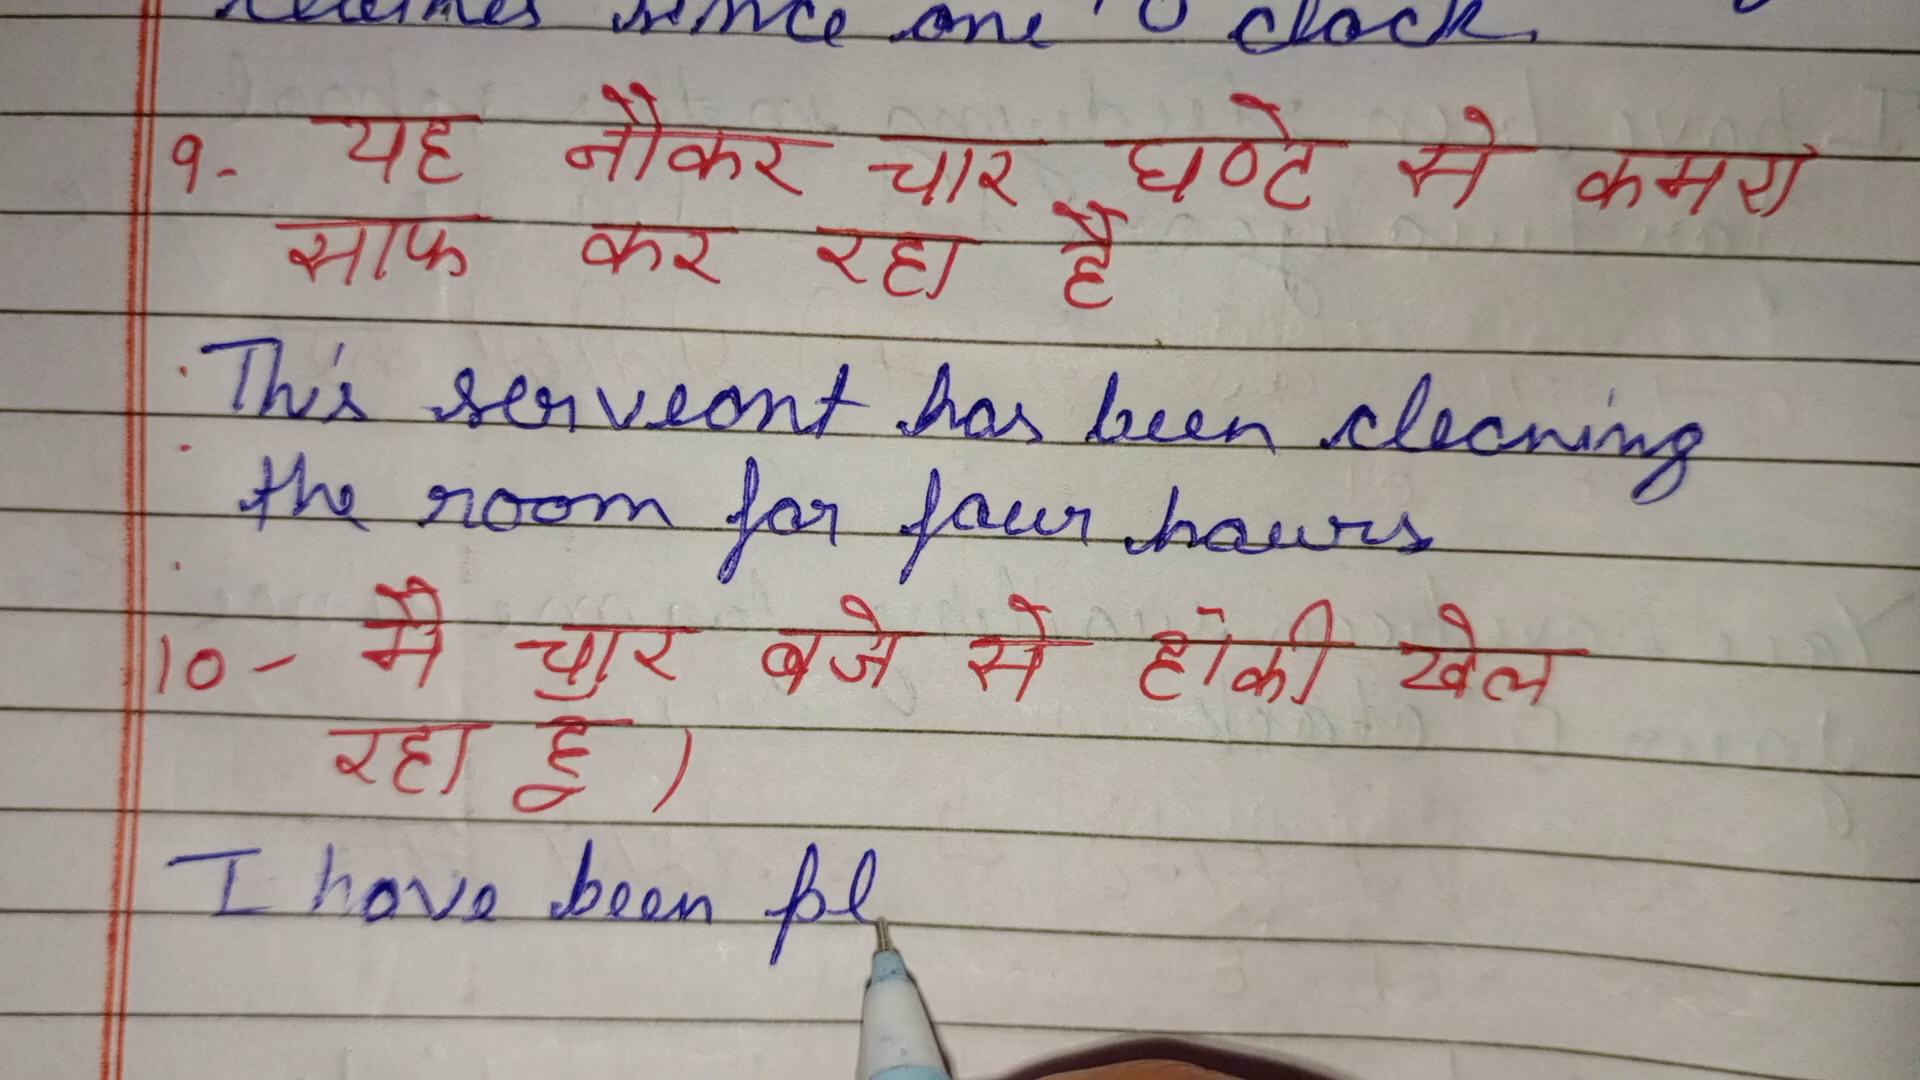 since one 'O clock.
9- यह नौकर चार घण्टे से कमरा
साफ कर रहा है
This serveant has been cleaning
the room for four hours
10- मै चार बजे से हॉकी खेल
रहा हूँ।
I have been pl